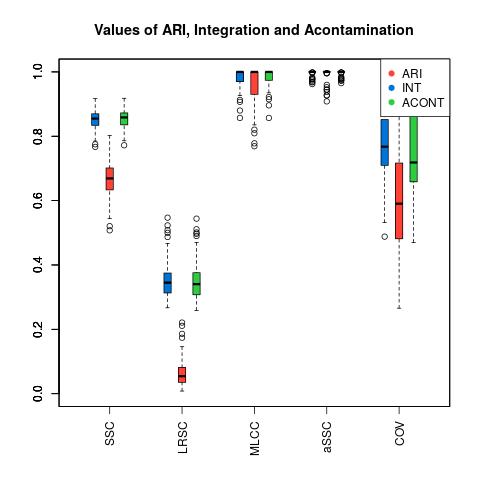 Values of ARI, Integration and Acontamination
1.0
0.8
0.6
0.4
0.2
0.0
ARI
INT
ACONT
SSC
LRSC
MLCC
aSSC
COV